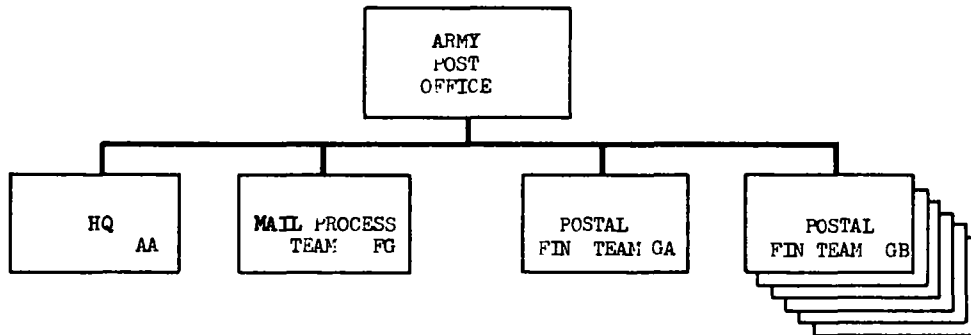 ARMY
POST
OFFICE
HQ
AA
MAIL PROCESS
TEAM FG
POSTAL
FIN TEAM GA
POSTAL
FIN TEAM GB